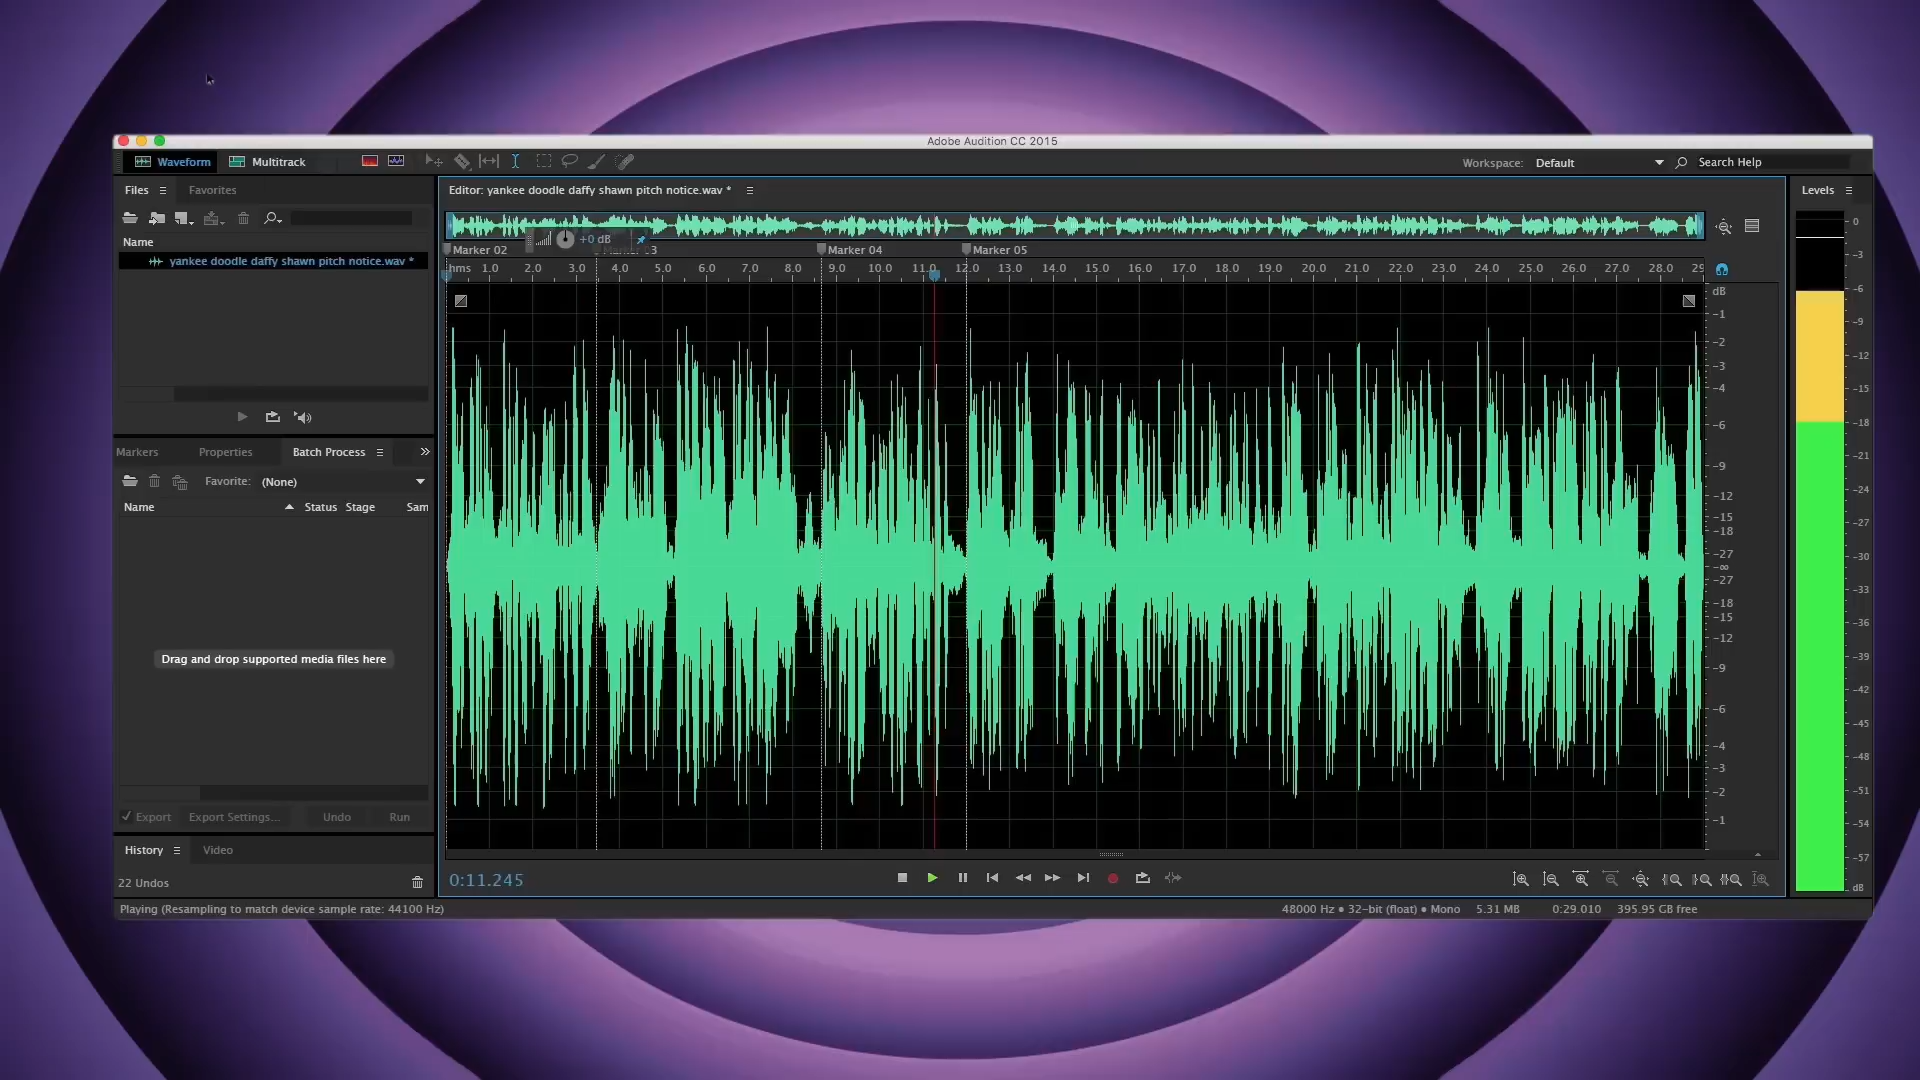 Adobe Audition CC 2015
Waveform Multitrack Workspace: Default Search Help
Files Favorites
Editor: yankee doodle daffy shawn pitch notice.wav *
Levels
Name
yankee doodle daffy shawn pitch notice.wav *
+0 dB
Marker 02 Marker 04 Marker 05
hms 1.0 2.0 3.0 4.0 5.0 6.0 7.0 8.0 9.0 10.0 11.0 12.0 13.0 14.0 15.0 16.0 17.0 18.0 19.0 20.0 21.0 22.0 23.0 24.0 25.0 26.0 27.0 28.0 29
dB
-1
-2
-3
-4
-6
-9
-12
-15
-18
-27
-∞
-27
-18
-15
-12
-9
-6
-4
-3
-2
-1
0
-3
-6
-9
-12
-15
-18
-21
-24
-27
-30
-33
-36
-39
-42
-45
-48
-51
-54
-57
dB
Markers Properties Batch Process
Favorite: (None)
Name Status Stage Sam
Drag and drop supported media files here
Export Export Settings... Undo Run
History Video
22 Undos
0:11.245
Playing (Resampling to match device sample rate: 44100 Hz)
48000 Hz • 32-bit (float) • Mono 5.31 MB 0:29.010 395.95 GB free